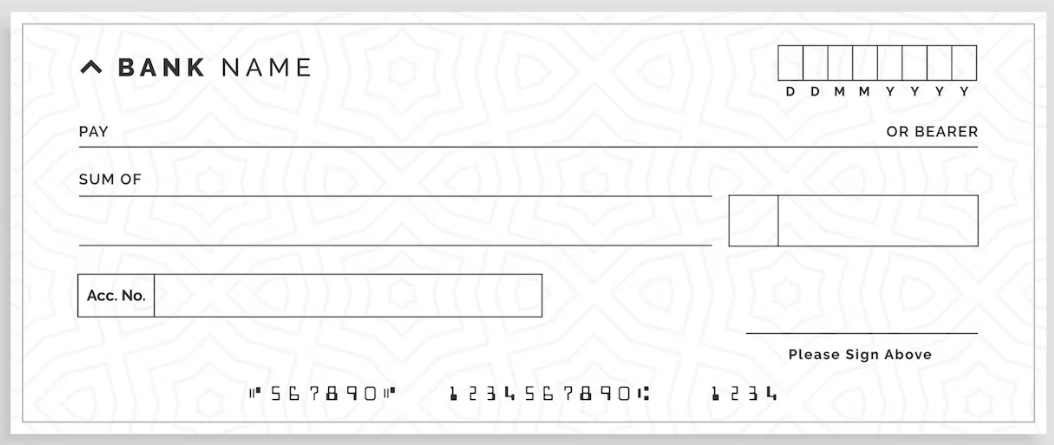 BANK NAME
D D M M Y Y Y Y
PAY OR BEARER
SUM OF
Acc. No.
Please Sign Above
⑈567890⑈ 1234567890⑆ 1234